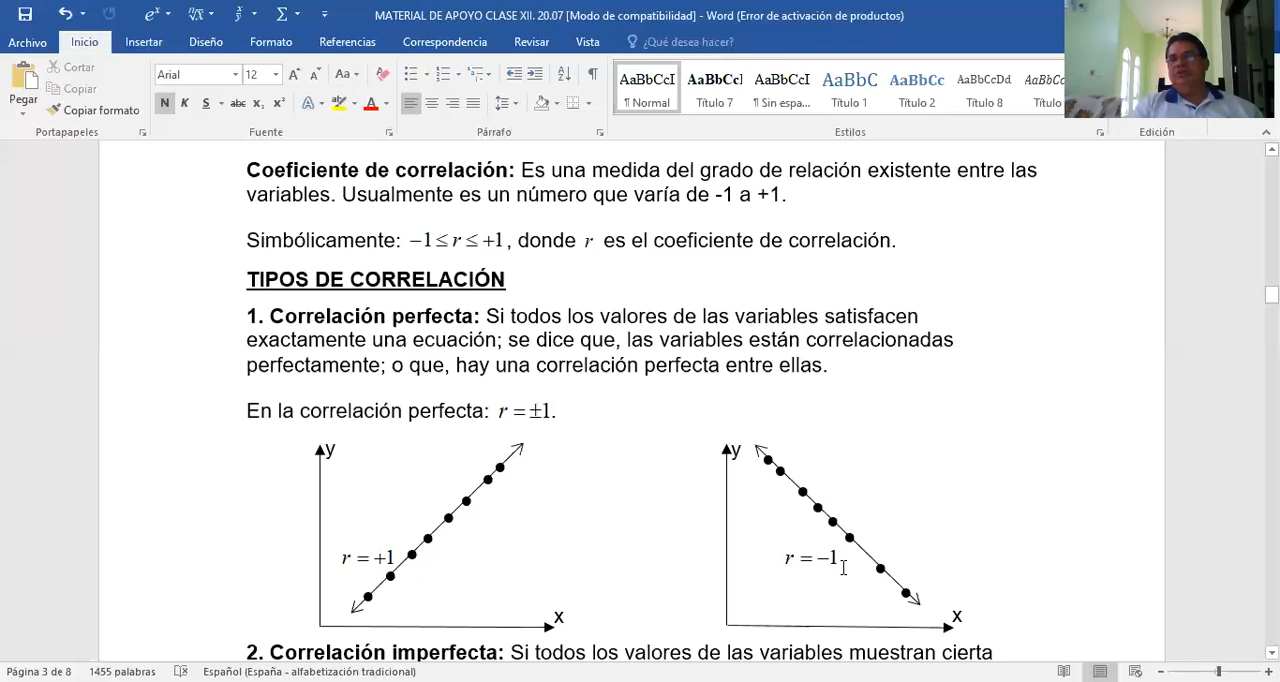 MATERIAL DE APOYO CLASE XII. 20.07 [Modo de compatibilidad] - Word (Error de activación de productos)
Archivo Inicio Insertar Diseño Formato Referencias Correspondencia Revisar Vista ¿Qué desea hacer?
Pegar
Cortar
Copiar
Copiar formato
Portapapeles
Arial 12
N K S abc x₂ x²
Fuente
Párrafo
AaBbCcI AaBbCcI AaBbCcI AaBbC AaBbCc AaBbCcDd
¶ Normal Título 7 ¶ Sin espa... Título 1 Título 2 Título 8
Estilos
Edición
Coeficiente de correlación: Es una medida del grado de relación existente entre las
variables. Usualmente es un número que varía de -1 a +1.
Simbólicamente: −1 ≤ r ≤ +1, donde r es el coeficiente de correlación.
TIPOS DE CORRELACIÓN
1. Correlación perfecta: Si todos los valores de las variables satisfacen
exactamente una ecuación; se dice que, las variables están correlacionadas
perfectamente; o que, hay una correlación perfecta entre ellas.
En la correlación perfecta: r = ±1.
y
r = +1
x
y
r = −1
x
2. Correlación imperfecta: Si todos los valores de las variables muestran cierta
Página 3 de 8 1455 palabras Español (España - alfabetización tradicional)